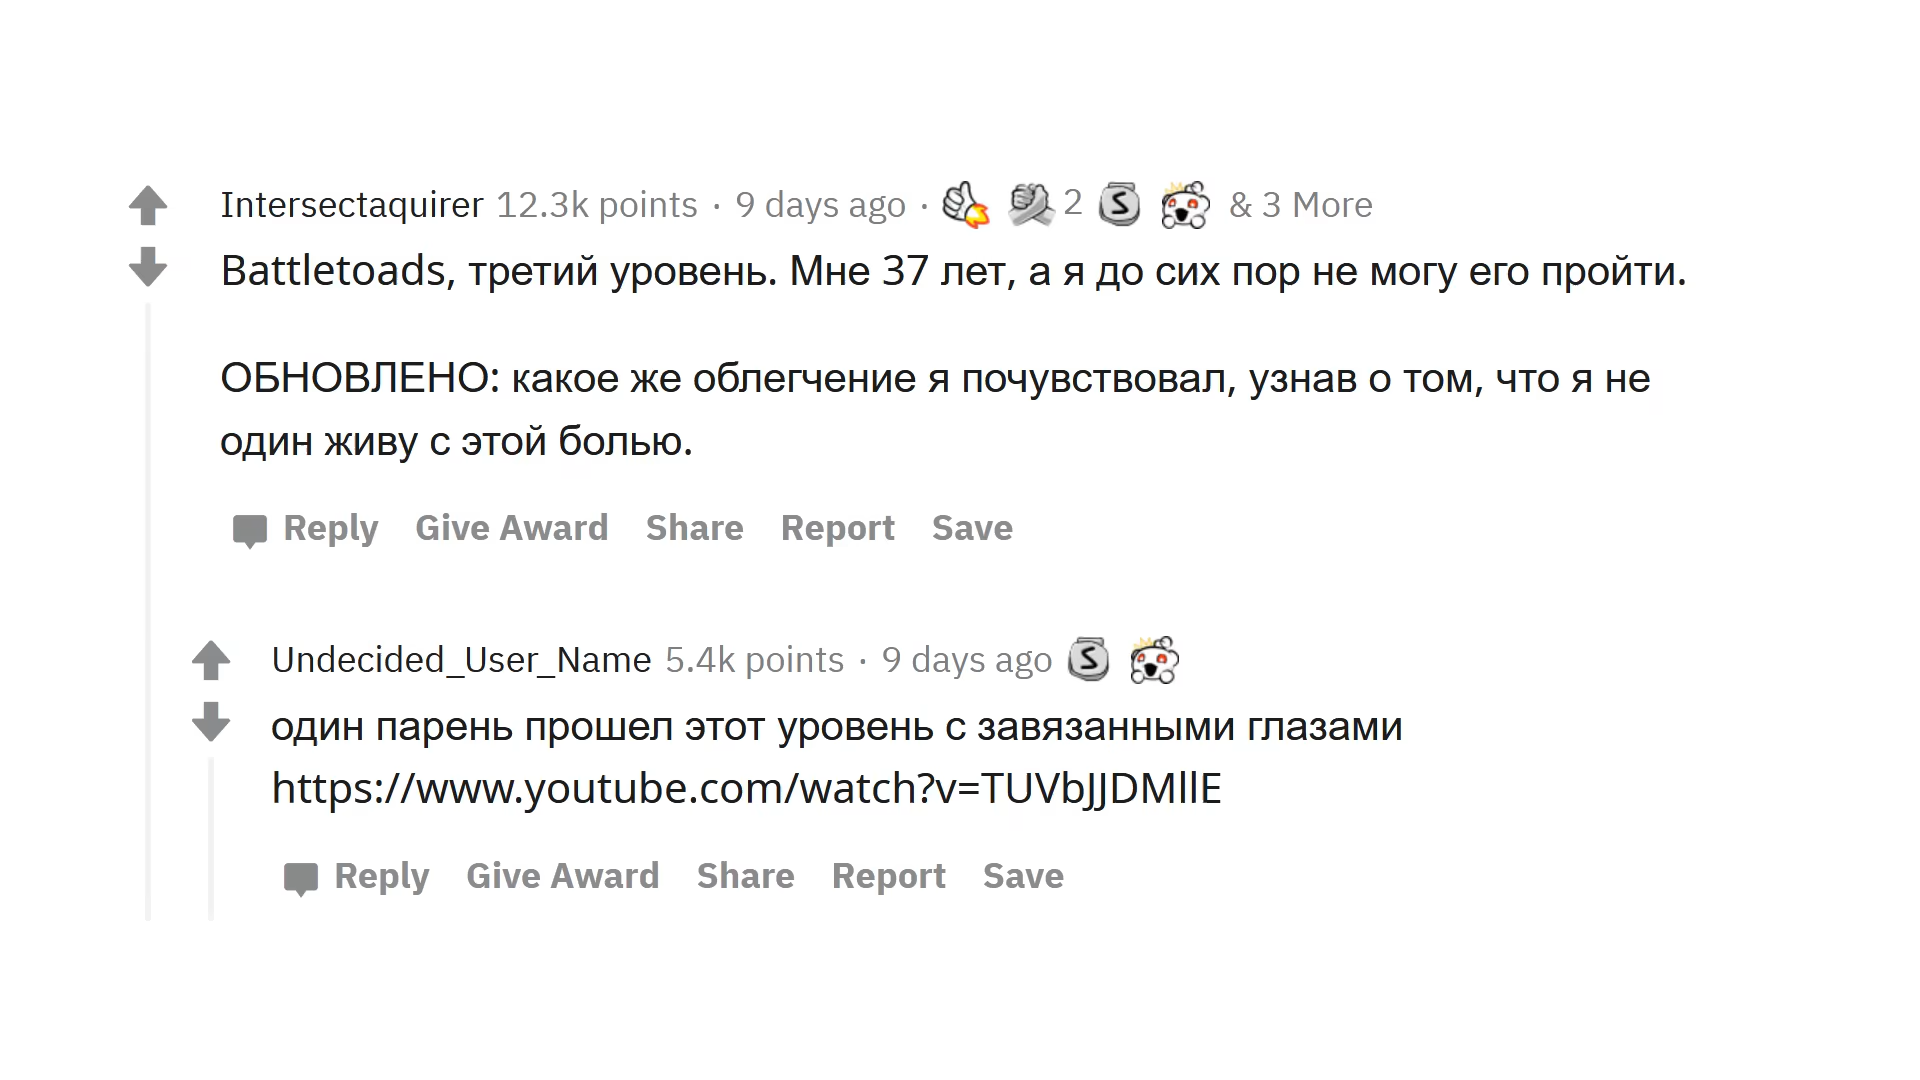 Intersectaquirer 12.3k points · 9 days ago · 2 S & 3 More
Battletoads, третий уровень. Мне 37 лет, а я до сих пор не могу его пройти.
ОБНОВЛЕНО: какое же облегчение я почувствовал, узнав о том, что я не
один живу с этой болью.
Reply Give Award Share Report Save
Undecided_User_Name 5.4k points · 9 days ago S
один парень прошел этот уровень с завязанными глазами
https://www.youtube.com/watch?v=TUVbJJDMllE
Reply Give Award Share Report Save